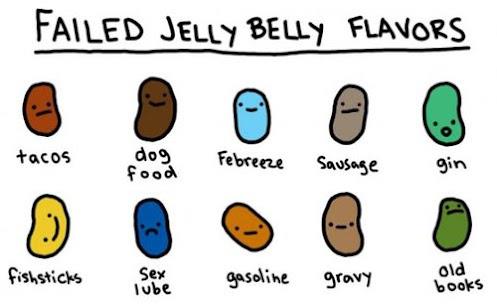 FAILED JELLY BELLY FLAVORS
tacos
dog
food
Febreeze
Sausage
gin
fishsticks
Sex
lube
gasoline
gravy
old
books